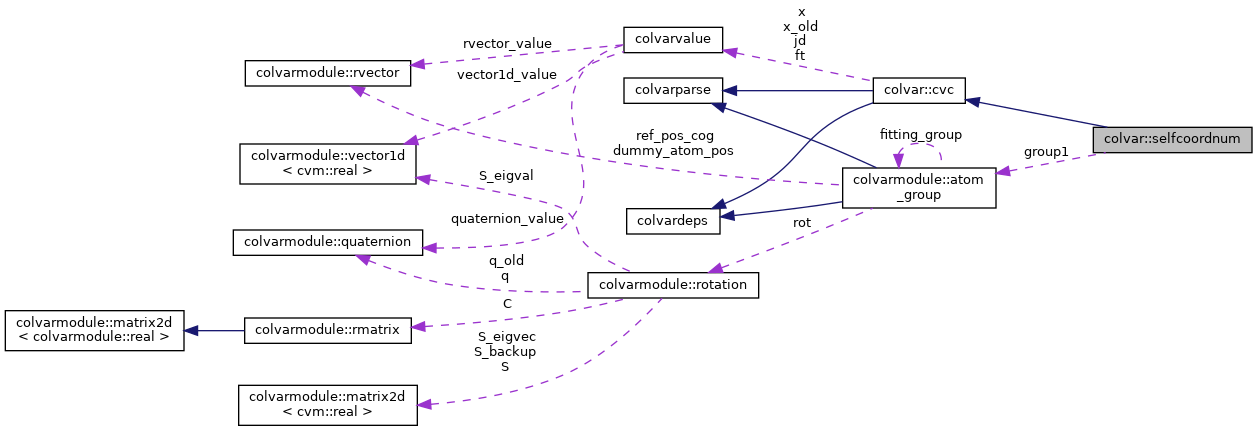 x
x_old
jd
ft
colvarvalue
rvector_value
colvarmodule::rvector
vector1d_value
colvarparse
colvar::cvc
colvar::selfcoordnum
fitting_group
ref_pos_cog
dummy_atom_pos
group1
colvarmodule::vector1d
< cvm::real >
S_eigval
colvarmodule::atom
_group
quaternion_value
colvardeps
rot
colvarmodule::quaternion
q_old
q
colvarmodule::rotation
C
colvarmodule::matrix2d
< colvarmodule::real >
colvarmodule::rmatrix
S_eigvec
S_backup
S
colvarmodule::matrix2d
< cvm::real >